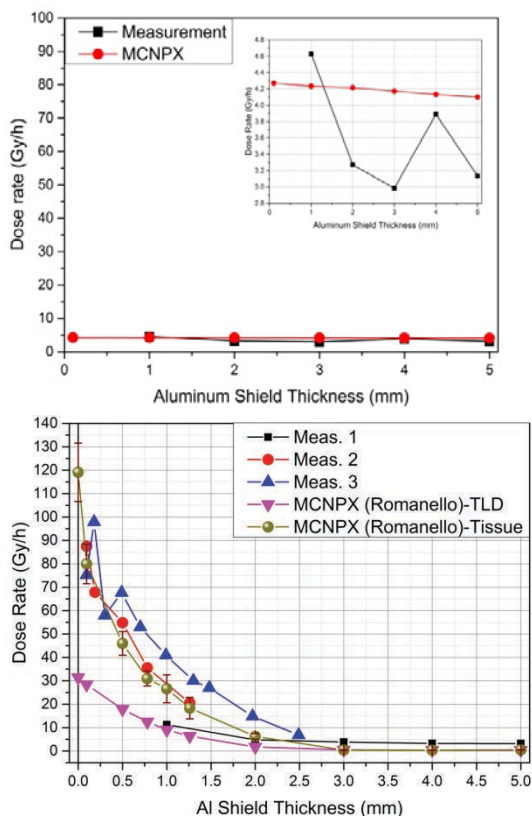 100
90
80
70
60
50
40
30
20
10
0
Dose rate (Gy/h)
Measurement
MCNPX
4.8
4.6
4.4
4.2
4.0
3.8
3.6
3.4
3.2
3.0
2.8
2.6
Dose Rate (Gy/h)
0 1 2 3 4 5
Aluminum Shield Thickness (mm)
0 1 2 3 4 5
Aluminum Shield Thickness (mm)
140
130
120
110
100
90
80
70
60
50
40
30
20
10
0
Dose Rate (Gy/h)
Meas. 1
Meas. 2
Meas. 3
MCNPX (Romanello)-TLD
MCNPX (Romanello)-Tissue
0.0 0.5 1.0 1.5 2.0 2.5 3.0 3.5 4.0 4.5 5.0
Al Shield Thickness (mm)